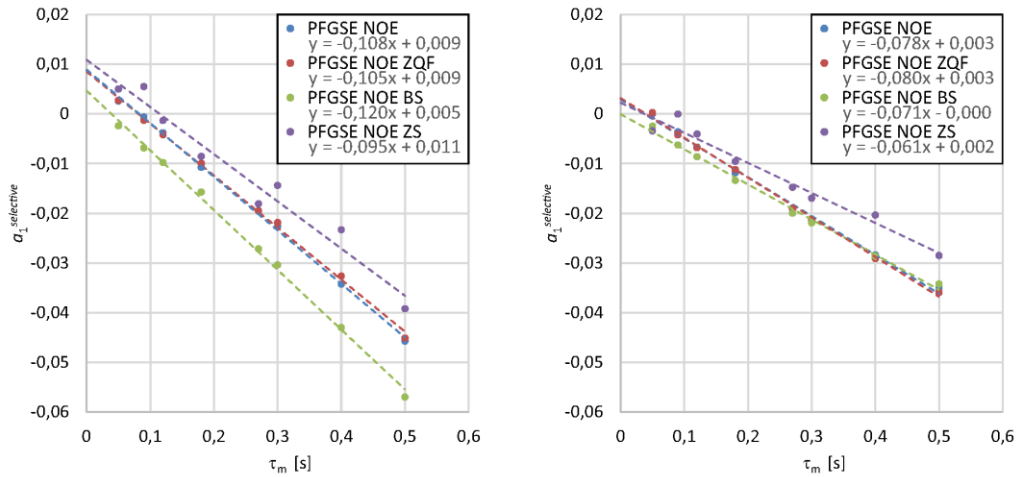 0,02
0,01
0
-0,01
-0,02
-0,03
-0,04
-0,05
-0,06
a⊥selective
0
0,1
0,2
0,3
0,4
0,5
0,6
τm [s]
PFGSE NOE
y = -0,108x + 0,009
PFGSE NOE ZQF
y = -0,105x + 0,009
PFGSE NOE BS
y = -0,120x + 0,005
PFGSE NOE ZS
y = -0,095x + 0,011
0,02
0,01
0
-0,01
-0,02
-0,03
-0,04
-0,05
-0,06
a⊥selective
0
0,1
0,2
0,3
0,4
0,5
0,6
τm [s]
PFGSE NOE
y = -0,078x + 0,003
PFGSE NOE ZQF
y = -0,080x + 0,003
PFGSE NOE BS
y = -0,071x - 0,000
PFGSE NOE ZS
y = -0,061x + 0,002